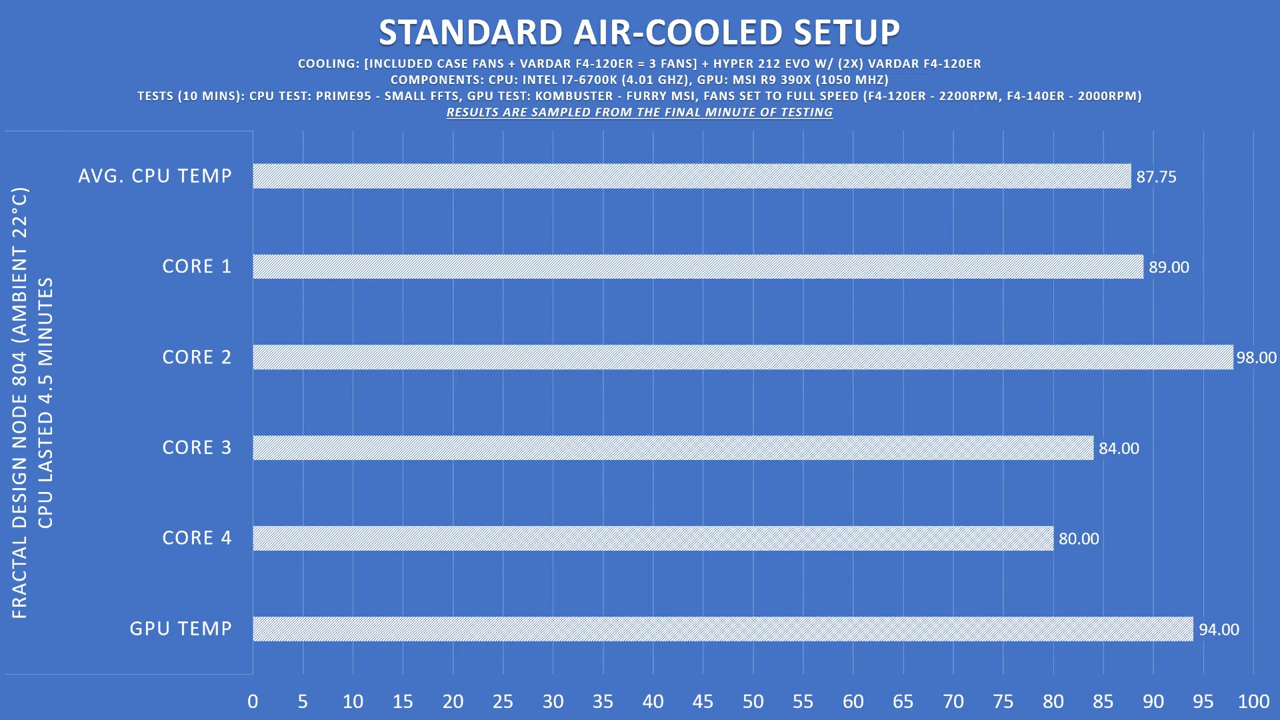 STANDARD AIR-COOLED SETUP
COOLING: [INCLUDED CASE FANS + VARDAR F4-120ER = 3 FANS] + HYPER 212 EVO W/ (2X) VARDAR F4-120ER
COMPONENTS: CPU: INTEL I7-6700K (4.01 GHZ), GPU: MSI R9 390X (1050 MHZ)
TESTS (10 MINS): CPU TEST: PRIME95 - SMALL FFTS, GPU TEST: KOMBUSTER - FURRY MSI, FANS SET TO FULL SPEED (F4-120ER - 2200RPM, F4-140ER - 2000RPM)
RESULTS ARE SAMPLED FROM THE FINAL MINUTE OF TESTING
FRACTAL DESIGN NODE 804 (AMBIENT 22°C)
CPU LASTED 4.5 MINUTES
AVG. CPU TEMP 87.75
CORE 1 89.00
CORE 2 98.00
CORE 3 84.00
CORE 4 80.00
GPU TEMP 94.00
0 5 10 15 20 25 30 35 40 45 50 55 60 65 70 75 80 85 90 95 100